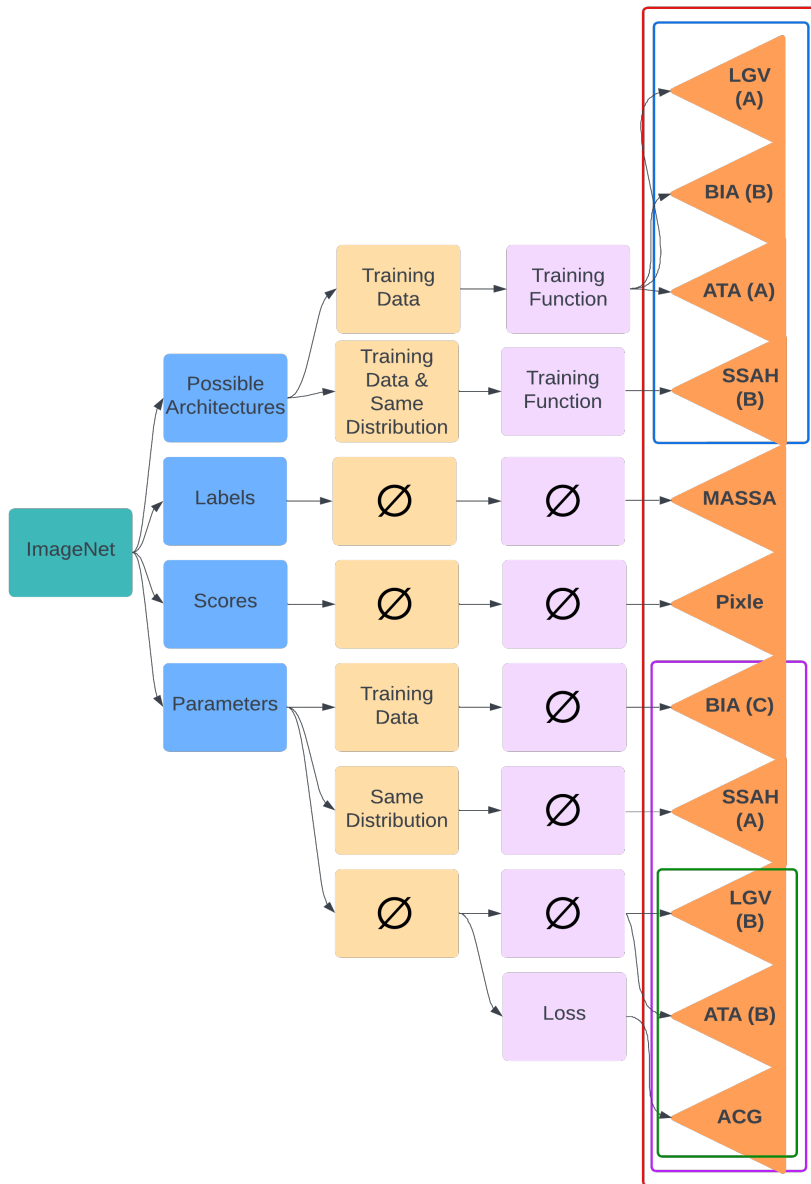 LGV
(A)
BIA (B)
Training
Data
Training
Function
ATA (A)
Possible
Architectures
Training
Data &
Same
Distribution
Training
Function
SSAH
(B)
Labels
∅
∅
MASSA
ImageNet
Scores
∅
∅
Pixle
Parameters
Training
Data
∅
BIA (C)
Same
Distribution
∅
SSAH
(A)
∅
∅
LGV
(B)
Loss
ATA (B)
ACG